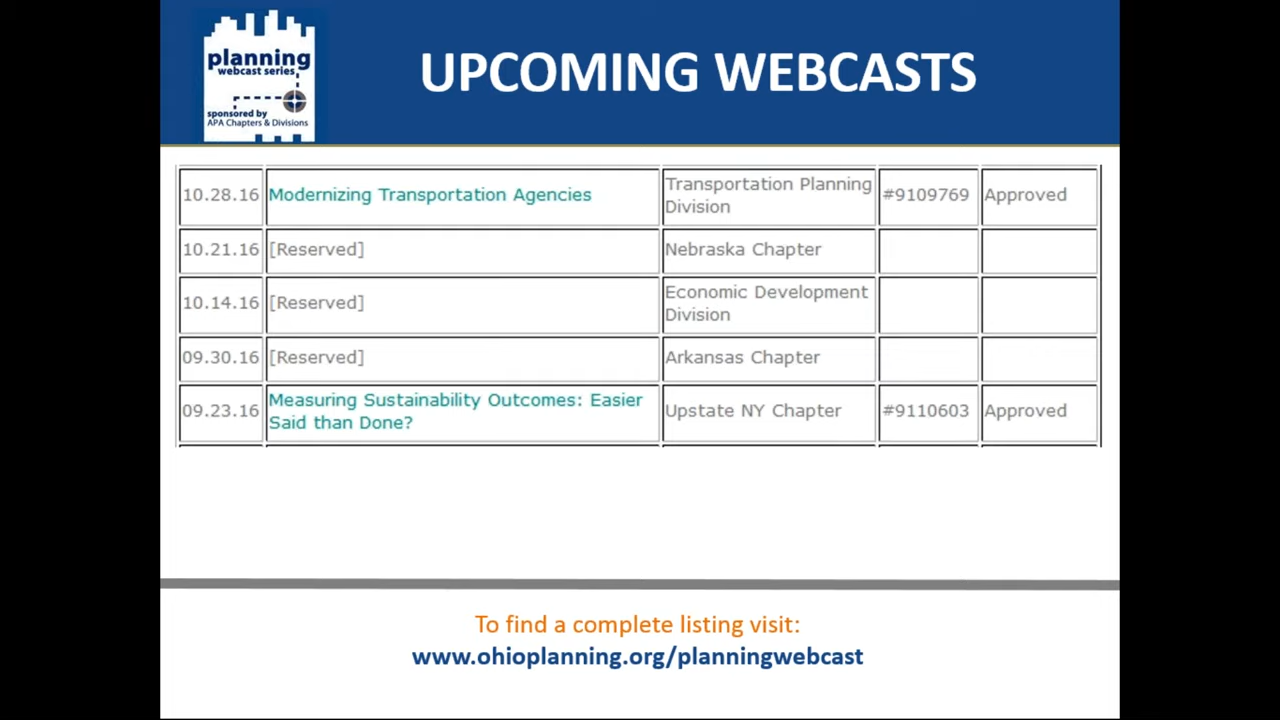 planning
webcast series
sponsored by
APA Chapters & Divisions
UPCOMING WEBCASTS
10.28.16 Modernizing Transportation Agencies Transportation Planning Division #9109769 Approved
10.21.16 [Reserved] Nebraska Chapter
10.14.16 [Reserved] Economic Development Division
09.30.16 [Reserved] Arkansas Chapter
09.23.16 Measuring Sustainability Outcomes: Easier Said than Done? Upstate NY Chapter #9110603 Approved
To find a complete listing visit:
www.ohioplanning.org/planningwebcast